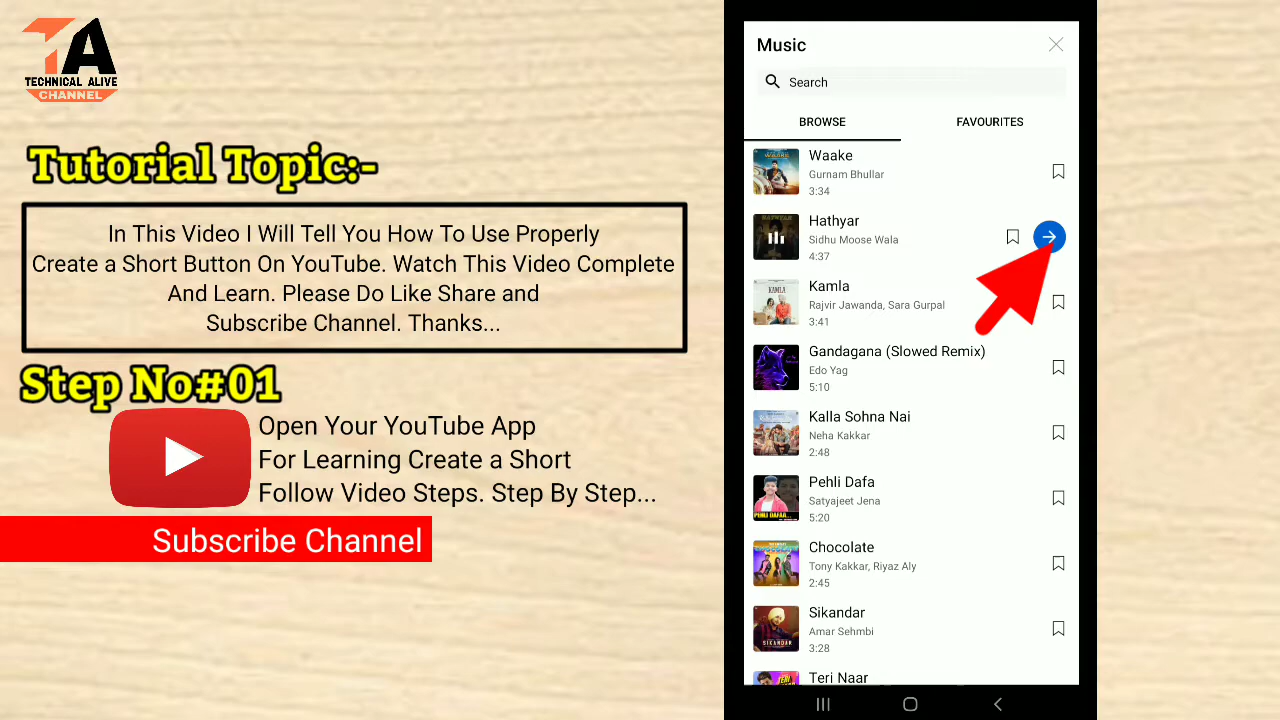 TA
TECHNICAL ALIVE
CHANNEL
Tutorial Topic:-
In This Video I Will Tell You How To Use Properly
Create a Short Button On YouTube. Watch This Video Complete
And Learn. Please Do Like Share and
Subscribe Channel. Thanks...
Step No#01
Open Your YouTube App
For Learning Create a Short
Follow Video Steps. Step By Step...
Subscribe Channel
Music
Search
BROWSE
FAVOURITES
Waake
Gurnam Bhullar
3:34
Hathyar
Sidhu Moose Wala
4:37
Kamla
Rajvir Jawanda, Sara Gurpal
3:41
Gandagana (Slowed Remix)
Edo Yag
5:10
Kalla Sohna Nai
Neha Kakkar
2:48
PEHLI DAFAA...
Pehli Dafa
Satyajeet Jena
5:20
Chocolate
Tony Kakkar, Riyaz Aly
2:45
SIKANDAR
Sikandar
Amar Sehmbi
3:28
Teri Naar